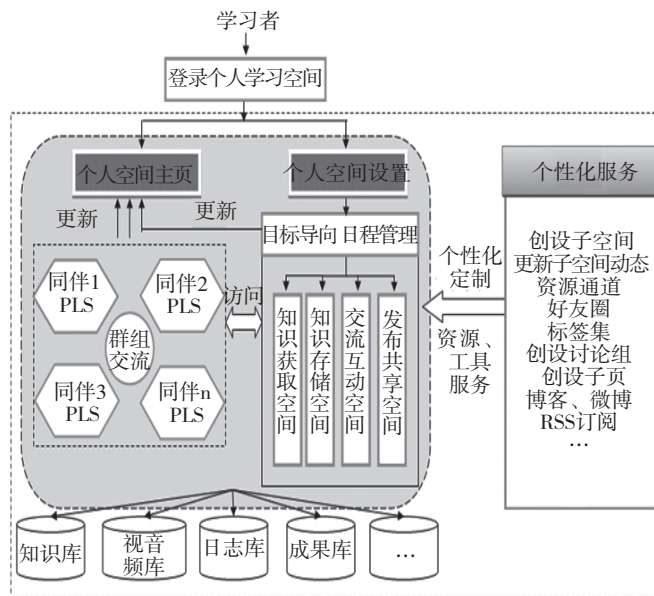 学习者
登录个人学习空间
个人空间主页
个人空间设置
更新
更新
目标导向 日程管理
同伴1
PLS
同伴2
PLS
群组
交流
同伴3
PLS
同伴n
PLS
访问
知识获取空间
知识存储空间
交流互动空间
发布共享空间
个性化
定制
资源、
工具
服务
个性化服务
创设子空间
更新子空间动态
资源通道
好友圈
标签集
创设讨论组
创设子页
博客、微博
RSS订阅
…
知识库
视音
频库
日志库
成果库
…